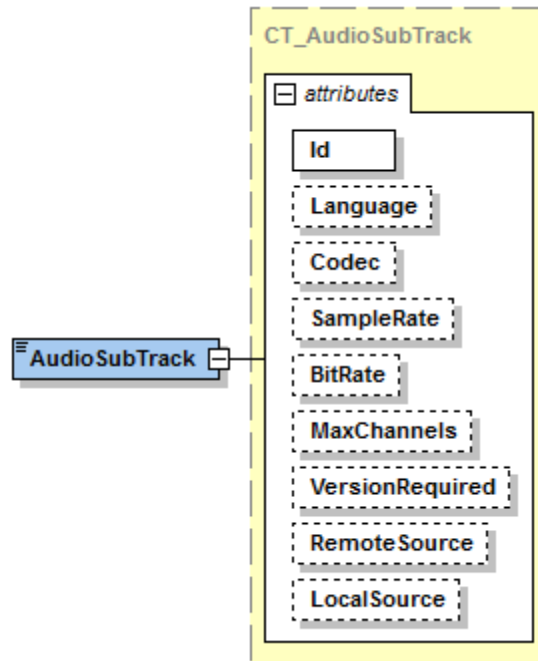 CT_AudioSubTrack
attributes
Id
Language
Codec
SampleRate
AudioSubTrack
BitRate
MaxChannels
VersionRequired
RemoteSource
LocalSource